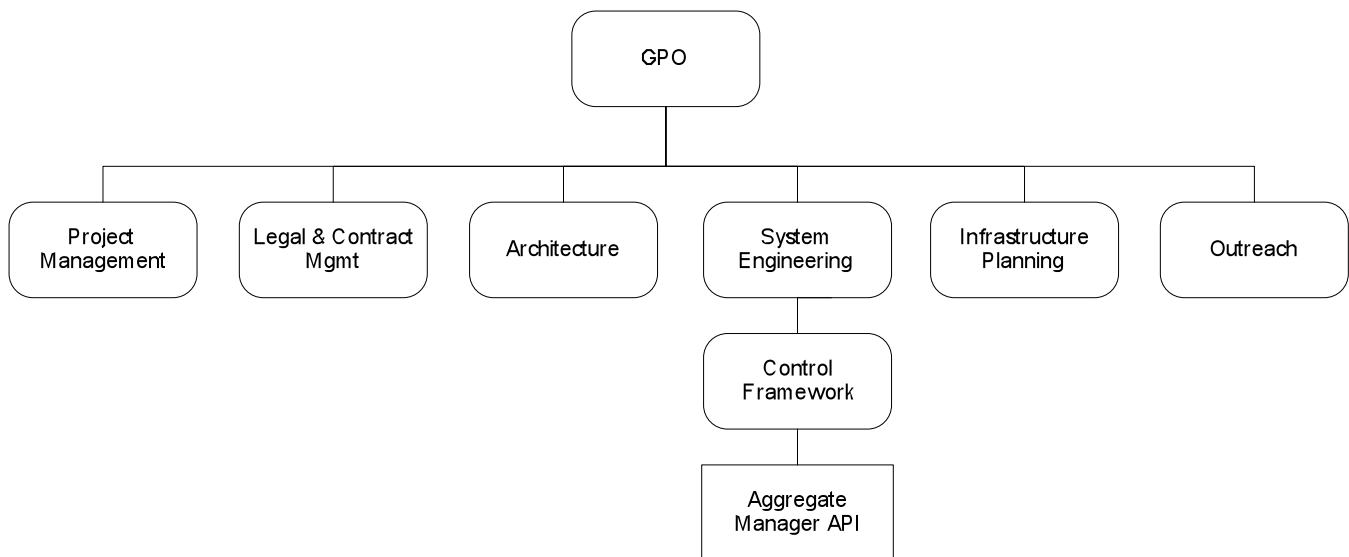 GPO
Project
Management
Legal & Contract
Mgmt
Architecture
System
Engineering
Infrastructure
Planning
Outreach
Control
Framework
Aggregate
Manager API